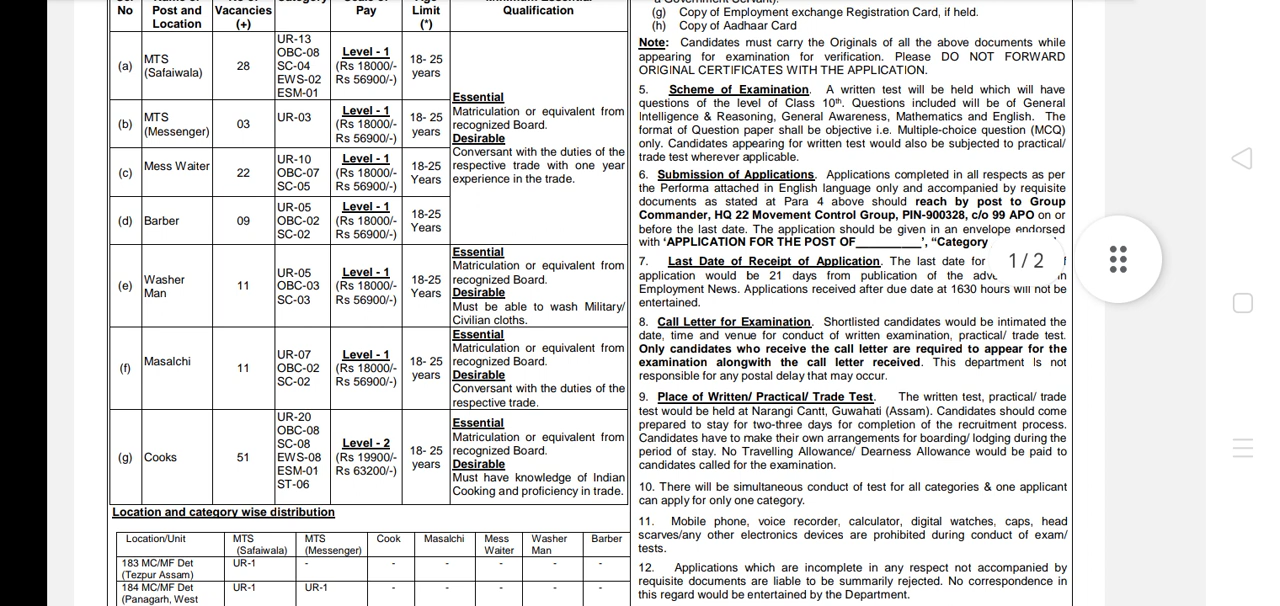 No
Post and
Location
Vacancies
(+)
Pay
Limit
(*)
Qualification
(a)
MTS
(Safaiwala)
28
UR-13
OBC-08
SC-04
EWS-02
ESM-01
Level - 1
(Rs 18000/-
Rs 56900/-)
18- 25
years
(b)
MTS
(Messenger)
03
UR-03
Level - 1
(Rs 18000/-
Rs 56900/-)
18- 25
years
(c)
Mess Waiter
22
UR-10
OBC-07
SC-05
Level - 1
(Rs 18000/-
Rs 56900/-)
18-25
Years
(d)
Barber
09
UR-05
OBC-02
SC-02
Level - 1
(Rs 18000/-
Rs 56900/-)
18-25
Years
Essential
Matriculation or equivalent from
recognized Board.
Desirable
Conversant with the duties of the
respective trade with one year
experience in the trade.
(e)
Washer
Man
11
UR-05
OBC-03
SC-03
Level - 1
(Rs 18000/-
Rs 56900/-)
18-25
Years
Essential
Matriculation or equivalent from
recognized Board.
Desirable
Must be able to wash Military/
Civilian cloths.
(f)
Masalchi
11
UR-07
OBC-02
SC-02
Level - 1
(Rs 18000/-
Rs 56900/-)
18- 25
years
Essential
Matriculation or equivalent from
recognized Board.
Desirable
Conversant with the duties of the
respective trade.
(g)
Cooks
51
UR-20
OBC-08
SC-08
EWS-08
ESM-01
ST-06
Level - 2
(Rs 19900/-
Rs 63200/-)
18- 25
years
Essential
Matriculation or equivalent from
recognized Board.
Desirable
Must have knowledge of Indian
Cooking and proficiency in trade.
Location and category wise distribution
Location/Unit MTS (Safaiwala) MTS (Messenger) Cook Masalchi Mess Waiter Washer Man Barber
183 MC/MF Det (Tezpur Assam) UR-1 - - - - - -
184 MC/MF Det (Panagarh, West UR-1 UR-1 - - - - -
(g) Copy of Employment exchange Registration Card, if held.
(h) Copy of Aadhaar Card
Note: Candidates must carry the Originals of all the above documents while
appearing for examination for verification. Please DO NOT FORWARD
ORIGINAL CERTIFICATES WITH THE APPLICATION.
5. Scheme of Examination. A written test will be held which will have
questions of the level of Class 10th. Questions included will be of General
Intelligence & Reasoning, General Awareness, Mathematics and English. The
format of Question paper shall be objective i.e. Multiple-choice question (MCQ)
only. Candidates appearing for written test would also be subjected to practical/
trade test wherever applicable.
6. Submission of Applications. Applications completed in all respects as per
the Performa attached in English language only and accompanied by requisite
documents as stated at Para 4 above should reach by post to Group
Commander, HQ 22 Movement Control Group, PIN-900328, c/o 99 APO on or
before the last date. The application should be given in an envelope endorsed
with ‘APPLICATION FOR THE POST OF__________’, “Category
7. Last Date of Receipt of Application. The last date for
application would be 21 days from publication of the
Employment News. Applications received after due date at 1630 hours will not be
entertained.
1 / 2
8. Call Letter for Examination. Shortlisted candidates would be intimated the
date, time and venue for conduct of written examination, practical/ trade test.
Only candidates who receive the call letter are required to appear for the
examination alongwith the call letter received. This department is not
responsible for any postal delay that may occur.
9. Place of Written/ Practical/ Trade Test. The written test, practical/ trade
test would be held at Narangi Cantt, Guwahati (Assam). Candidates should come
prepared to stay for two-three days for completion of the recruitment process.
Candidates have to make their own arrangements for boarding/ lodging during the
period of stay. No Travelling Allowance/ Dearness Allowance would be paid to
candidates called for the examination.
10. There will be simultaneous conduct of test for all categories & one applicant
can apply for only one category.
11. Mobile phone, voice recorder, calculator, digital watches, caps, head
scarves/any other electronics devices are prohibited during conduct of exam/
tests.
12. Applications which are incomplete in any respect not accompanied by
requisite documents are liable to be summarily rejected. No correspondence in
this regard would be entertained by the Department.